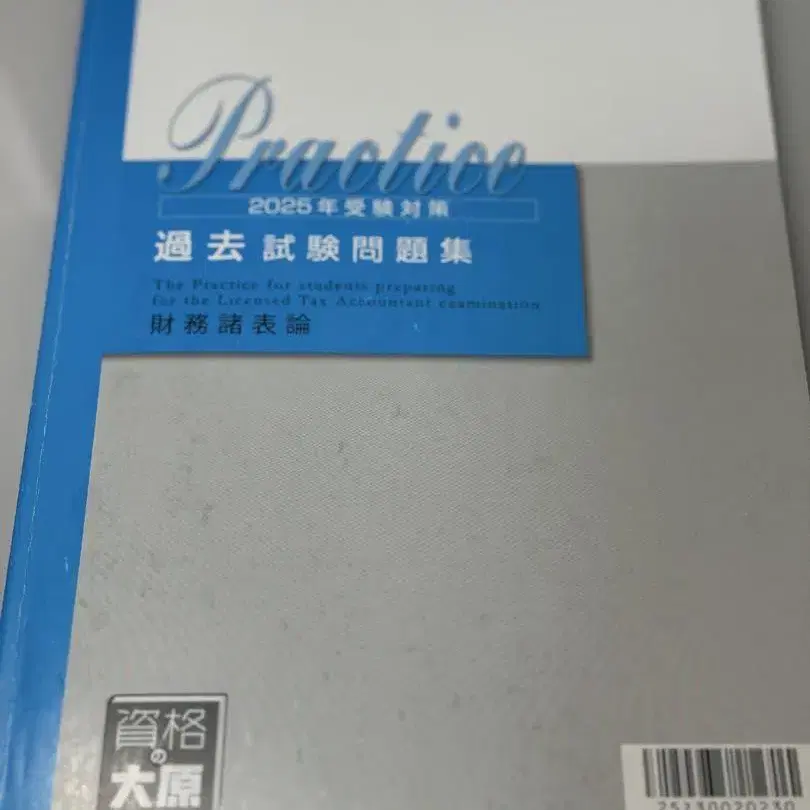 Practice
2025年受験対策
過去試験問題集
The Practice for students preparing
for the Licensed Tax Accountant examination
財務諸表論
資格
の
大原